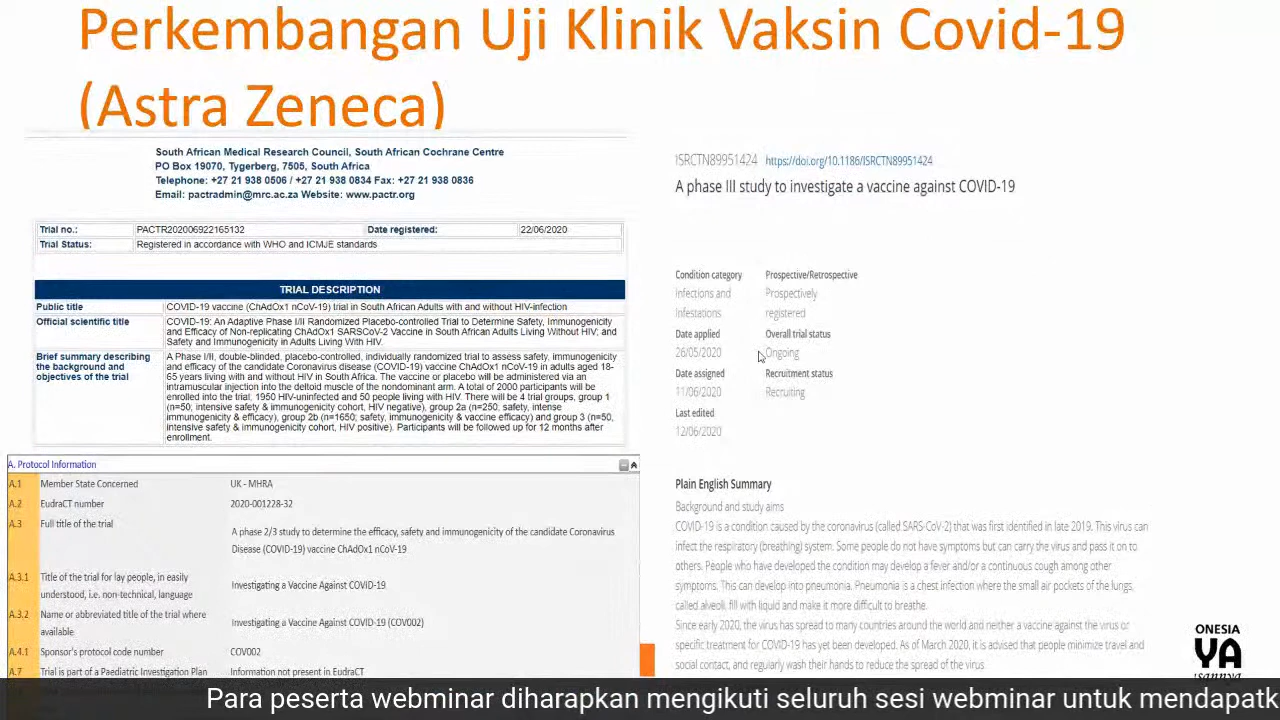 Perkembangan Uji Klinik Vaksin Covid-19
(Astra Zeneca)
South African Medical Research Council, South African Cochrane Centre
PO Box 19070, Tygerberg, 7505, South Africa
Telephone: +27 21 938 0506 / +27 21 938 0834 Fax: +27 21 938 0836
Email: pactradmin@mrc.ac.za Website: www.pactr.org
Trial no.: PACTR202006922165132 Date registered: 22/06/2020
Trial Status: Registered in accordance with WHO and ICMJE standards
TRIAL DESCRIPTION
Public title COVID-19 vaccine (ChAdOx1 nCoV-19) trial in South African Adults with and without HIV-infection
Official scientific title COVID-19: An Adaptive Phase I/II Randomized Placebo-controlled Trial to Determine Safety, Immunogenicity
and Efficacy of Non-replicating ChAdOx1 SARSCoV-2 Vaccine in South African Adults Living Without HIV; and
Safety and Immunogenicity in Adults Living With HIV.
Brief summary describing A Phase I/II, double-blinded, placebo-controlled, individually randomized trial to assess safety, immunogenicity
the background and and efficacy of the candidate Coronavirus disease (COVID-19) vaccine ChAdOx1 nCoV-19 in adults aged 18-
objectives of the trial 65 years living with and without HIV in South Africa. The vaccine or placebo will be administered via an
intramuscular injection into the deltoid muscle of the nondominant arm. A total of 2000 participants will be
enrolled into the trial, 1950 HIV-uninfected and 50 people living with HIV. There will be 4 trial groups, group 1
(n=50; intensive safety & immunogenicity cohort, HIV negative), group 2a (n=250, safety, intense
immunogenicity & efficacy), group 2b (n=1650; safety, immunogenicity & vaccine efficacy) and group 3 (n=50,
intensive safety & immunogenicity cohort, HIV positive). Participants will be followed up for 12 months after
enrollment.
A. Protocol Information
A.1 Member State Concerned UK - MHRA
A.2 EudraCT number 2020-001228-32
A.3 Full title of the trial A phase 2/3 study to determine the efficacy, safety and immunogenicity of the candidate Coronavirus
Disease (COVID-19) vaccine ChAdOx1 nCoV-19
A.3.1 Title of the trial for lay people, in easily Investigating a Vaccine Against COVID-19
understood, i.e. non-technical, language
A.3.2 Name or abbreviated title of the trial where Investigating a Vaccine Against COVID-19 (COV002)
available
A.4.1 Sponsor's protocol code number COV002
A.7 Trial is part of a Paediatric Investigation Plan Information not present in EudraCT
ISRCTN89951424 https://doi.org/10.1186/ISRCTN89951424
A phase III study to investigate a vaccine against COVID-19
Condition category Prospective/Retrospective
Infections and Prospectively
Infestations registered
Date applied Overall trial status
26/05/2020 Ongoing
Date assigned Recruitment status
11/06/2020 Recruiting
Last edited
12/06/2020
Plain English Summary
Background and study aims
COVID-19 is a condition caused by the coronavirus (called SARS-CoV-2) that was first identified in late 2019. This virus can
infect the respiratory (breathing) system. Some people do not have symptoms but can carry the virus and pass it on to
others. People who have developed the condition may develop a fever and/or a continuous cough among other
symptoms. This can develop into pneumonia. Pneumonia is a chest infection where the small air pockets of the lungs,
called alveoli, fill with liquid and make it more difficult to breathe.
Since early 2020, the virus has spread to many countries around the world and neither a vaccine against the virus or
specific treatment for COVID-19 has yet been developed. As of March 2020, it is advised that people minimize travel and
social contact, and regularly wash their hands to reduce the spread of the virus.
ONESIA
YA
Para peserta webminar diharapkan mengikuti seluruh sesi webminar untuk mendapatk